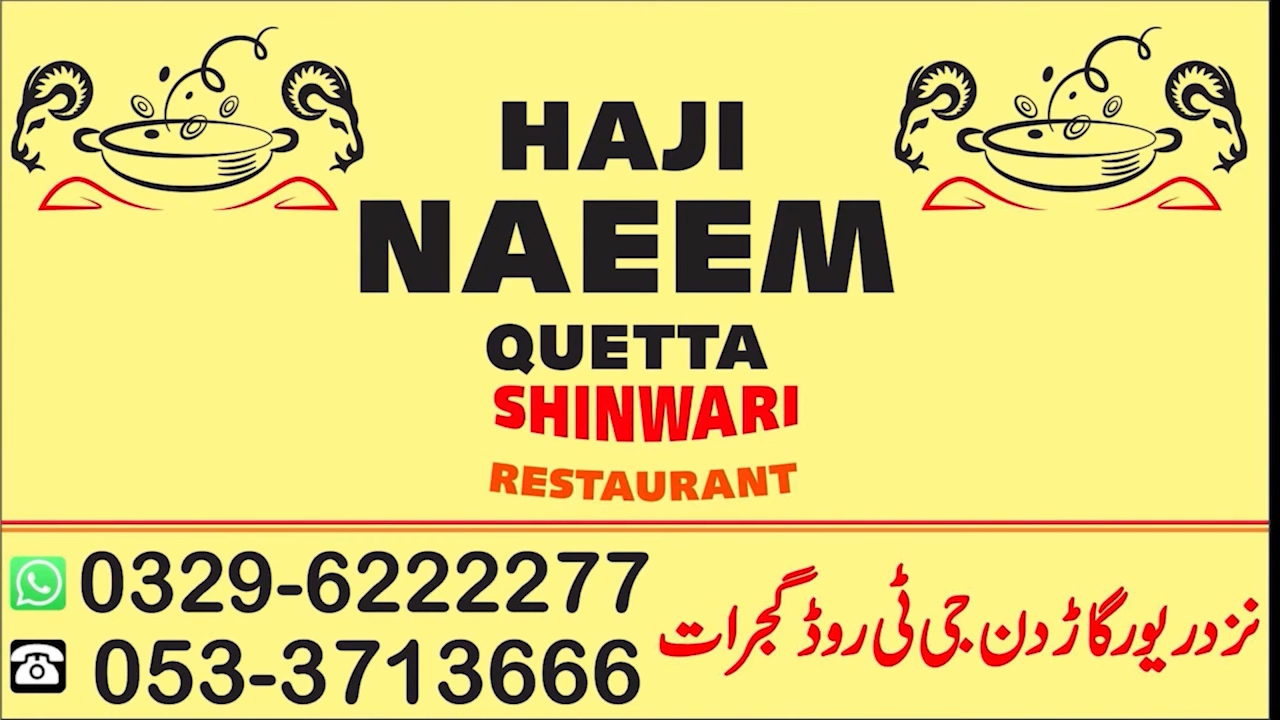 HAJI
NAEEM
QUETTA
SHINWARI
RESTAURANT
0329-6222277
053-3713666
نزد ریور گارڈن جی ٹی روڈ گجرات